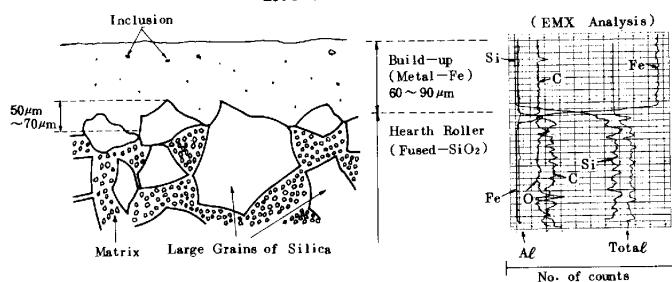 Inclusion
(EMX Analysis)
Si
Fe
C
Build-up
(Metal-Fe)
60~90μm
50μm
~70μm
Hearth Roller
(Fused-SiO₂)
Si
C
Fe
O
Matrix
Large Grains of Silica
Aℓ
Totaℓ
No. of counts